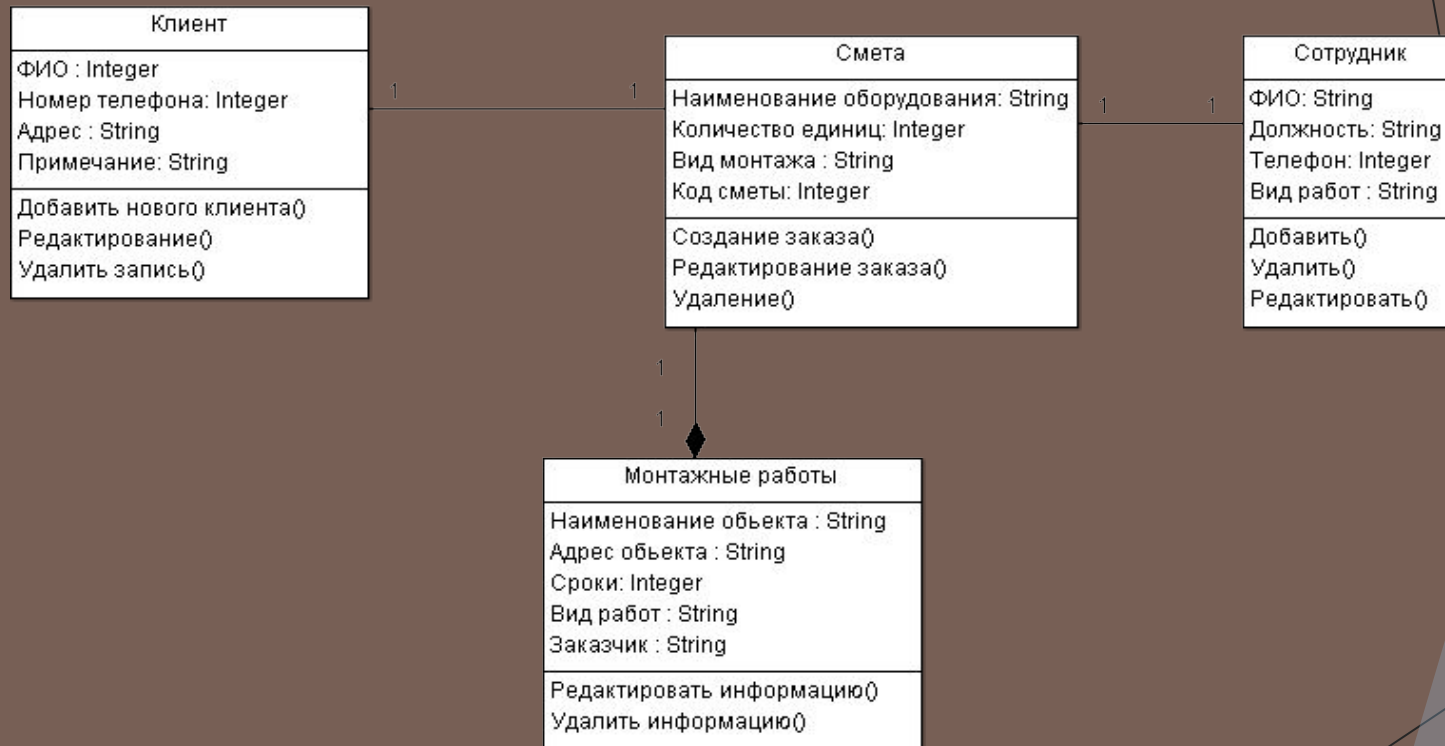 Клиент
ФИО : Integer
Номер телефона: Integer
Адрес : String
Примечание: String
Добавить нового клиента()
Редактирование()
Удалить запись()
1
1
Смета
Наименование оборудования: String
Количество единиц: Integer
Вид монтажа : String
Код сметы: Integer
Создание заказа()
Редактирование заказа()
Удаление()
1
1
Сотрудник
ФИО: String
Должность: String
Телефон: Integer
Вид работ : String
Добавить()
Удалить()
Редактировать()
1
1
Монтажные работы
Наименование обьекта : String
Адрес обьекта : String
Сроки: Integer
Вид работ : String
Заказчик : String
Редактировать информацию()
Удалить информацию()